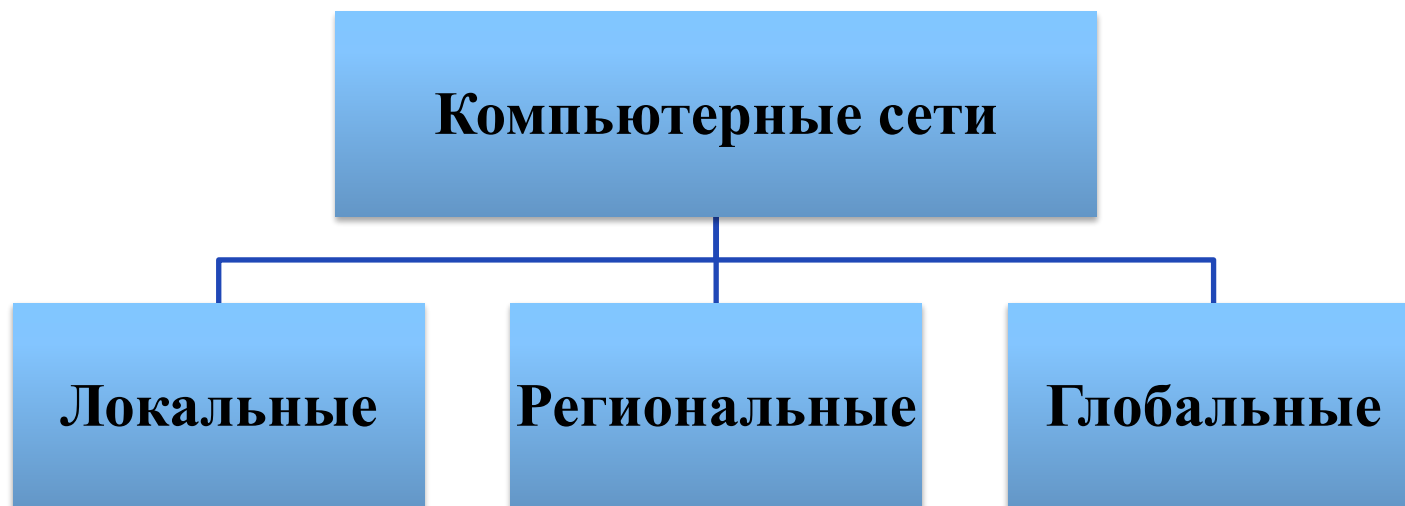 Компьютерные сети
Локальные
Региональные
Глобальные